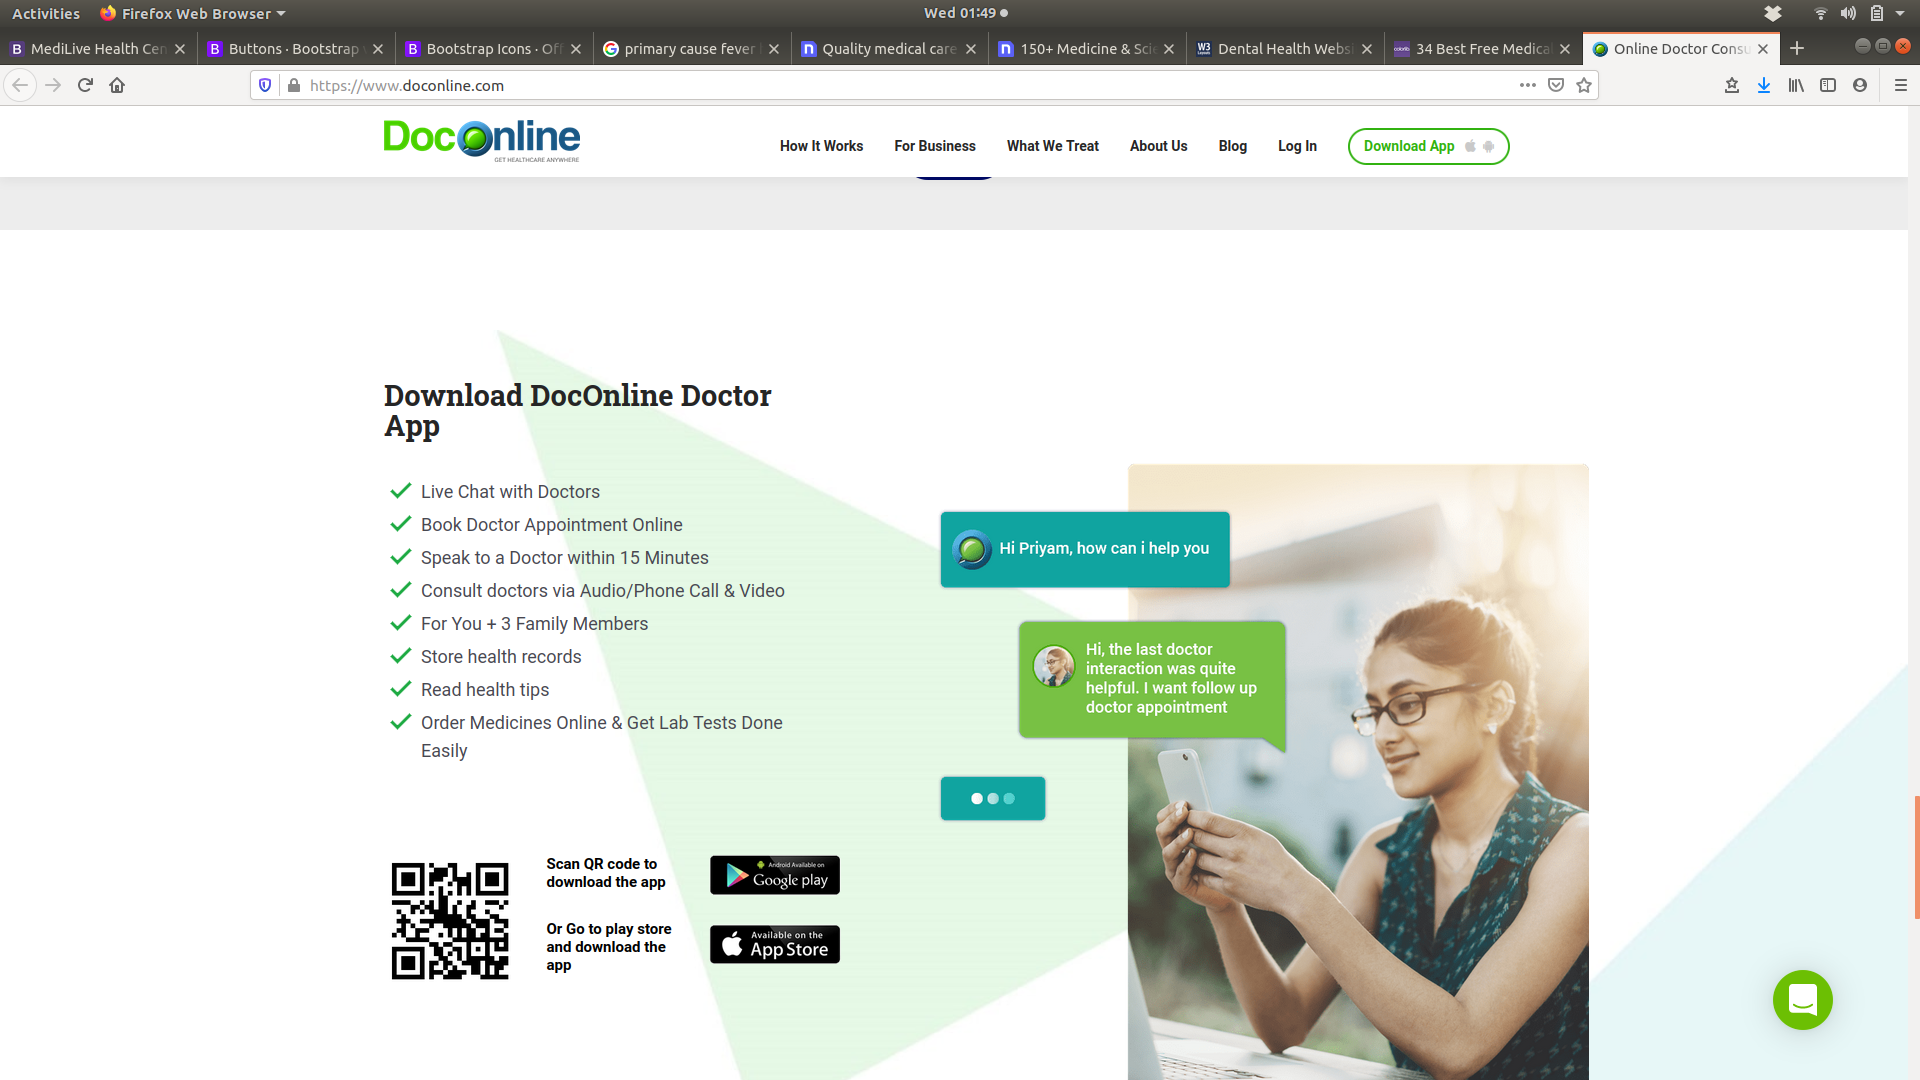 Activities Firefox Web Browser Wed 01:49
MediLive Health Cen Buttons · Bootstrap Bootstrap Icons · Off primary cause fever Quality medical care 150+ Medicine & Scie Dental Health Websi 34 Best Free Medical Online Doctor Consu
https://www.doconline.com
DocOnline
GET HEALTHCARE ANYWHERE
How It Works For Business What We Treat About Us Blog Log In Download App
Download DocOnline Doctor
App
Live Chat with Doctors
Book Doctor Appointment Online
Speak to a Doctor within 15 Minutes
Consult doctors via Audio/Phone Call & Video
For You + 3 Family Members
Store health records
Read health tips
Order Medicines Online & Get Lab Tests Done
Easily
Scan QR code to
download the app
Or Go to play store
and download the
app
Android Available on
Google play
Available on the
App Store
Hi Priyam, how can i help you
Hi, the last doctor
interaction was quite
helpful. I want follow up
doctor appointment